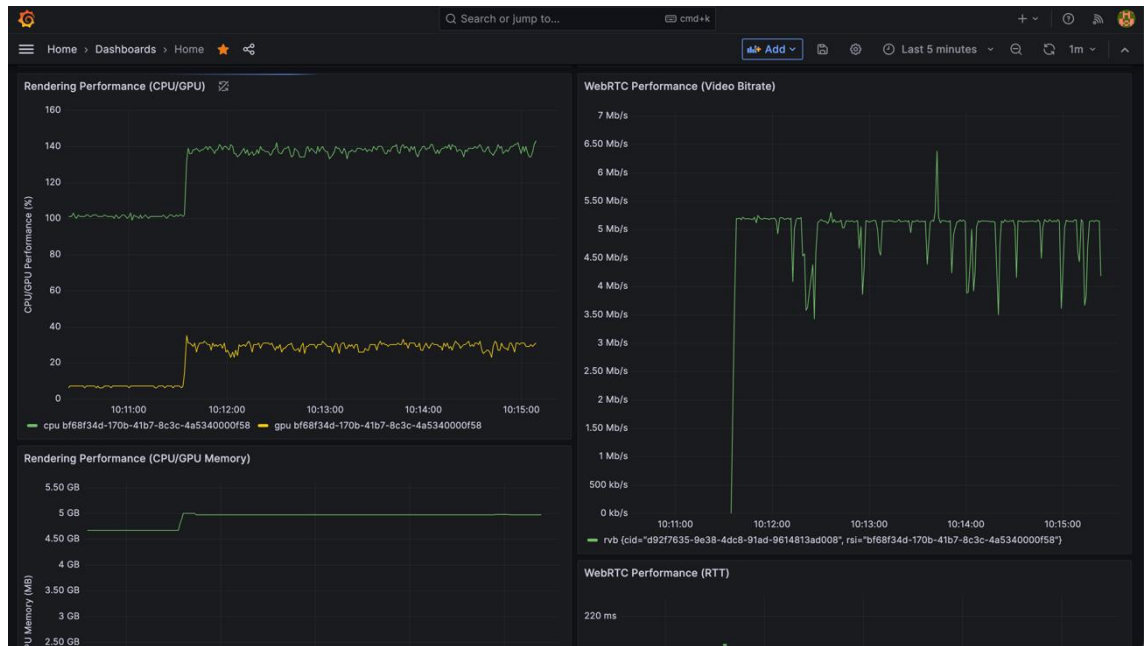 Search or jump to... cmd+k
Home › Dashboards › Home
Add
Last 5 minutes
1m
Rendering Performance (CPU/GPU)
CPU/GPU Performance (%)
160
140
120
100
80
60
40
20
0
10:11:00 10:12:00 10:13:00 10:14:00 10:15:00
cpu bf68f34d-170b-41b7-8c3c-4a5340000f58 gpu bf68f34d-170b-41b7-8c3c-4a5340000f58
Rendering Performance (CPU/GPU Memory)
5.50 GB
5 GB
4.50 GB
4 GB
3.50 GB
3 GB
2.50 GB
Memory (MB)
WebRTC Performance (Video Bitrate)
7 Mb/s
6.50 Mb/s
6 Mb/s
5.50 Mb/s
5 Mb/s
4.50 Mb/s
4 Mb/s
3.50 Mb/s
3 Mb/s
2.50 Mb/s
2 Mb/s
1.50 Mb/s
1 Mb/s
500 kb/s
0 kb/s
10:11:00 10:12:00 10:13:00 10:14:00 10:15:00
rvb {cid="d92f7635-9e38-4dc8-91ad-9614813ad008", rsi="bf68f34d-170b-41b7-8c3c-4a5340000f58"}
WebRTC Performance (RTT)
220 ms